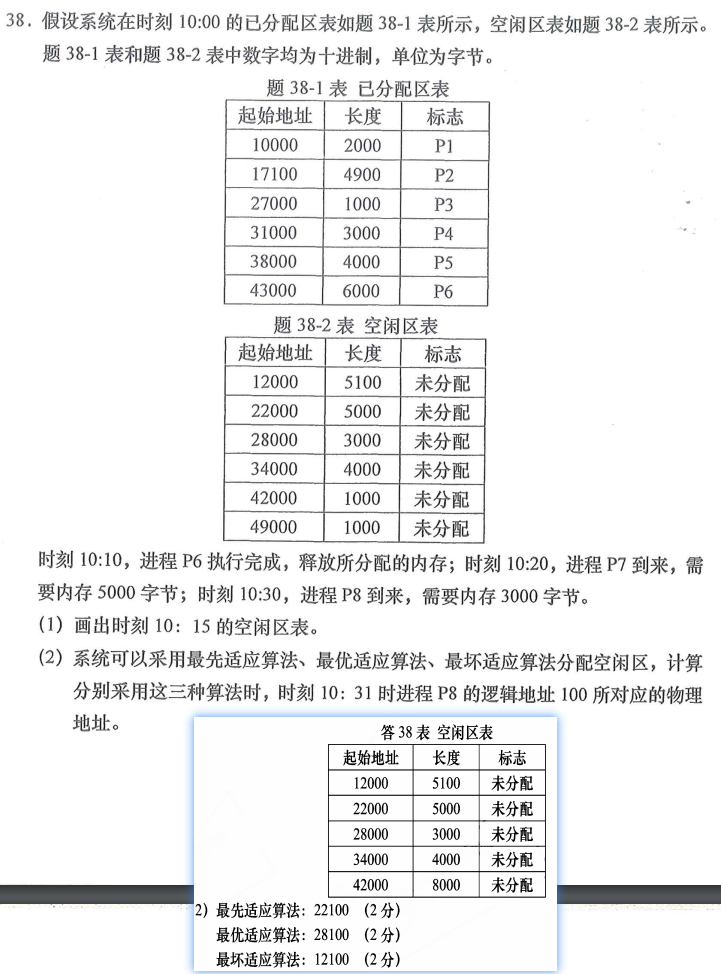 38．假设系统在时刻 10:00 的已分配区表如题 38-1 表所示，空闲区表如题 38-2 表所示。
题 38-1 表和题 38-2 表中数字均为十进制，单位为字节。
题 38-1 表 已分配区表
起始地址 长度 标志
10000 2000 P1
17100 4900 P2
27000 1000 P3
31000 3000 P4
38000 4000 P5
43000 6000 P6
题 38-2 表 空闲区表
起始地址 长度 标志
12000 5100 未分配
22000 5000 未分配
28000 3000 未分配
34000 4000 未分配
42000 1000 未分配
49000 1000 未分配
时刻 10:10，进程 P6 执行完成，释放所分配的内存；时刻 10:20，进程 P7 到来，需
要内存 5000 字节；时刻 10:30，进程 P8 到来，需要内存 3000 字节。
(1) 画出时刻 10：15 的空闲区表。
(2) 系统可以采用最先适应算法、最优适应算法、最坏适应算法分配空闲区，计算
分别采用这三种算法时，时刻 10：31 时进程 P8 的逻辑地址 100 所对应的物理
地址。
答 38 表 空闲区表
起始地址 长度 标志
12000 5100 未分配
22000 5000 未分配
28000 3000 未分配
34000 4000 未分配
42000 8000 未分配
2）最先适应算法：22100 （2 分）
最优适应算法：28100 （2 分）
最坏适应算法：12100 （2 分）